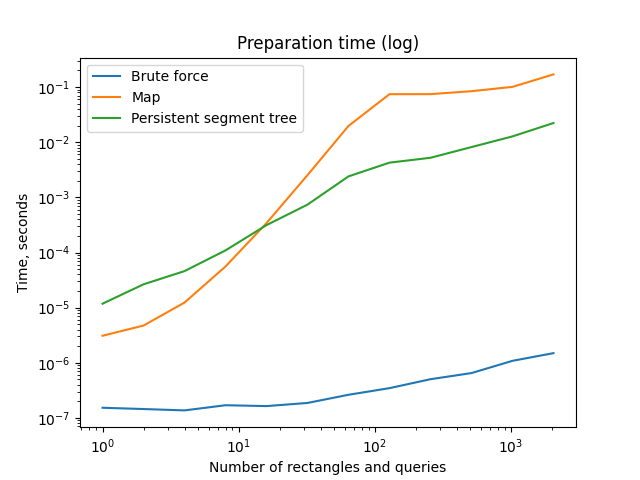 Preparation time (log)
Brute force
Map
Persistent segment tree
Time, seconds
10⁻¹
10⁻²
10⁻³
10⁻⁴
10⁻⁵
10⁻⁶
10⁻⁷
10⁰ 10¹ 10² 10³
Number of rectangles and queries